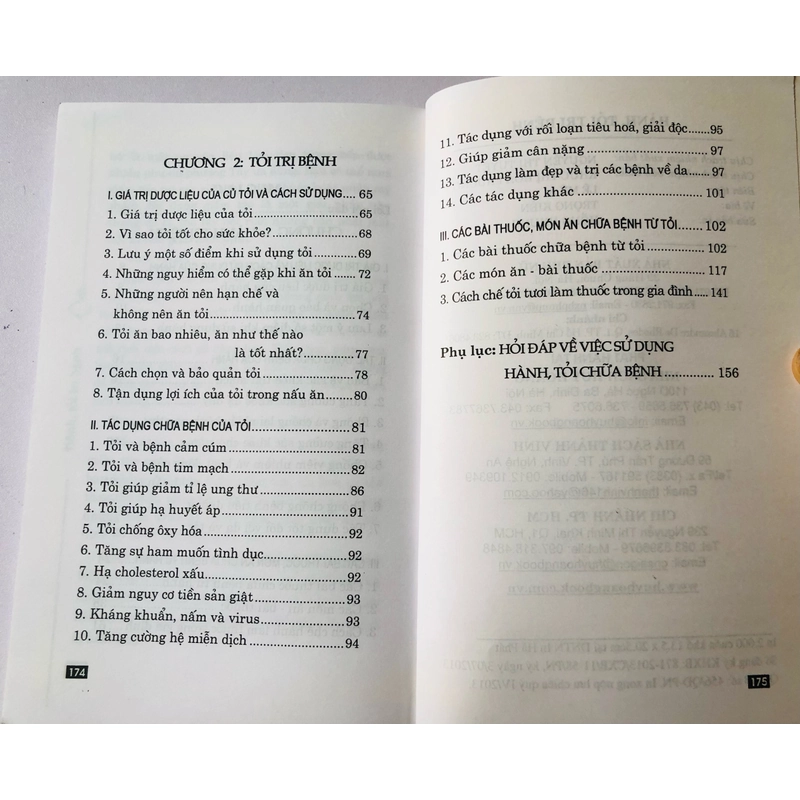 CHƯƠNG 2: TỎI TRỊ BỆNH
I. GIÁ TRỊ DƯỢC LIỆU CỦA CỦ TỎI VÀ CÁCH SỬ DỤNG.... 65
1. Giá trị dược liệu của tỏi ........................ 65
2. Vì sao tỏi tốt cho sức khỏe? .................. 68
3. Lưu ý một số điểm khi sử dụng tỏi ........ 69
4. Những nguy hiểm có thể gặp khi ăn tỏi .... 72
5. Những người nên hạn chế và
không nên ăn tỏi .......................... 74
6. Tỏi ăn bao nhiêu, ăn như thế nào
là tốt nhất? ........ 77
7. Cách chọn và bảo quản tỏi .................... 78
8. Tận dụng lợi ích của tỏi trong nấu ăn ..... 80
II. TÁC DỤNG CHỮA BỆNH CỦA TỎI ....................... 81
1. Tỏi và bệnh cảm cúm ............................ 81
2. Tỏi và bệnh tim mạch ........................... 82
3. Tỏi giúp giảm tỉ lệ ung thư .................. 86
4. Tỏi giúp hạ huyết áp ............................ 91
5. Tỏi chống ôxy hóa ................................ 92
6. Tăng sự ham muốn tình dục .................. 92
7. Hạ cholesterol xấu ................................ 92
8. Giảm nguy cơ tiền sản giật .................... 93
9. Kháng khuẩn, nấm và virus .................. 93
10. Tăng cường hệ miễn dịch ..................... 94
174
11. Tác dụng với rối loạn tiêu hoá, giải độc .... 95
12. Giúp giảm cân nặng ............................ 97
13. Tác dụng làm đẹp và trị các bệnh về da .... 97
14. Các tác dụng khác .............................. 101
III. CÁC BÀI THUỐC, MÓN ĂN CHỮA BỆNH TỪ TỎI ...... 102
1. Các bài thuốc chữa bệnh từ tỏi .............. 102
2. Các món ăn - bài thuốc ........................ 117
3. Cách chế tỏi tươi làm thuốc trong gia đình .... 141
Phụ lục: HỎI ĐÁP VỀ VIỆC SỬ DỤNG
HÀNH, TỎI CHỮA BỆNH ............. 156
175